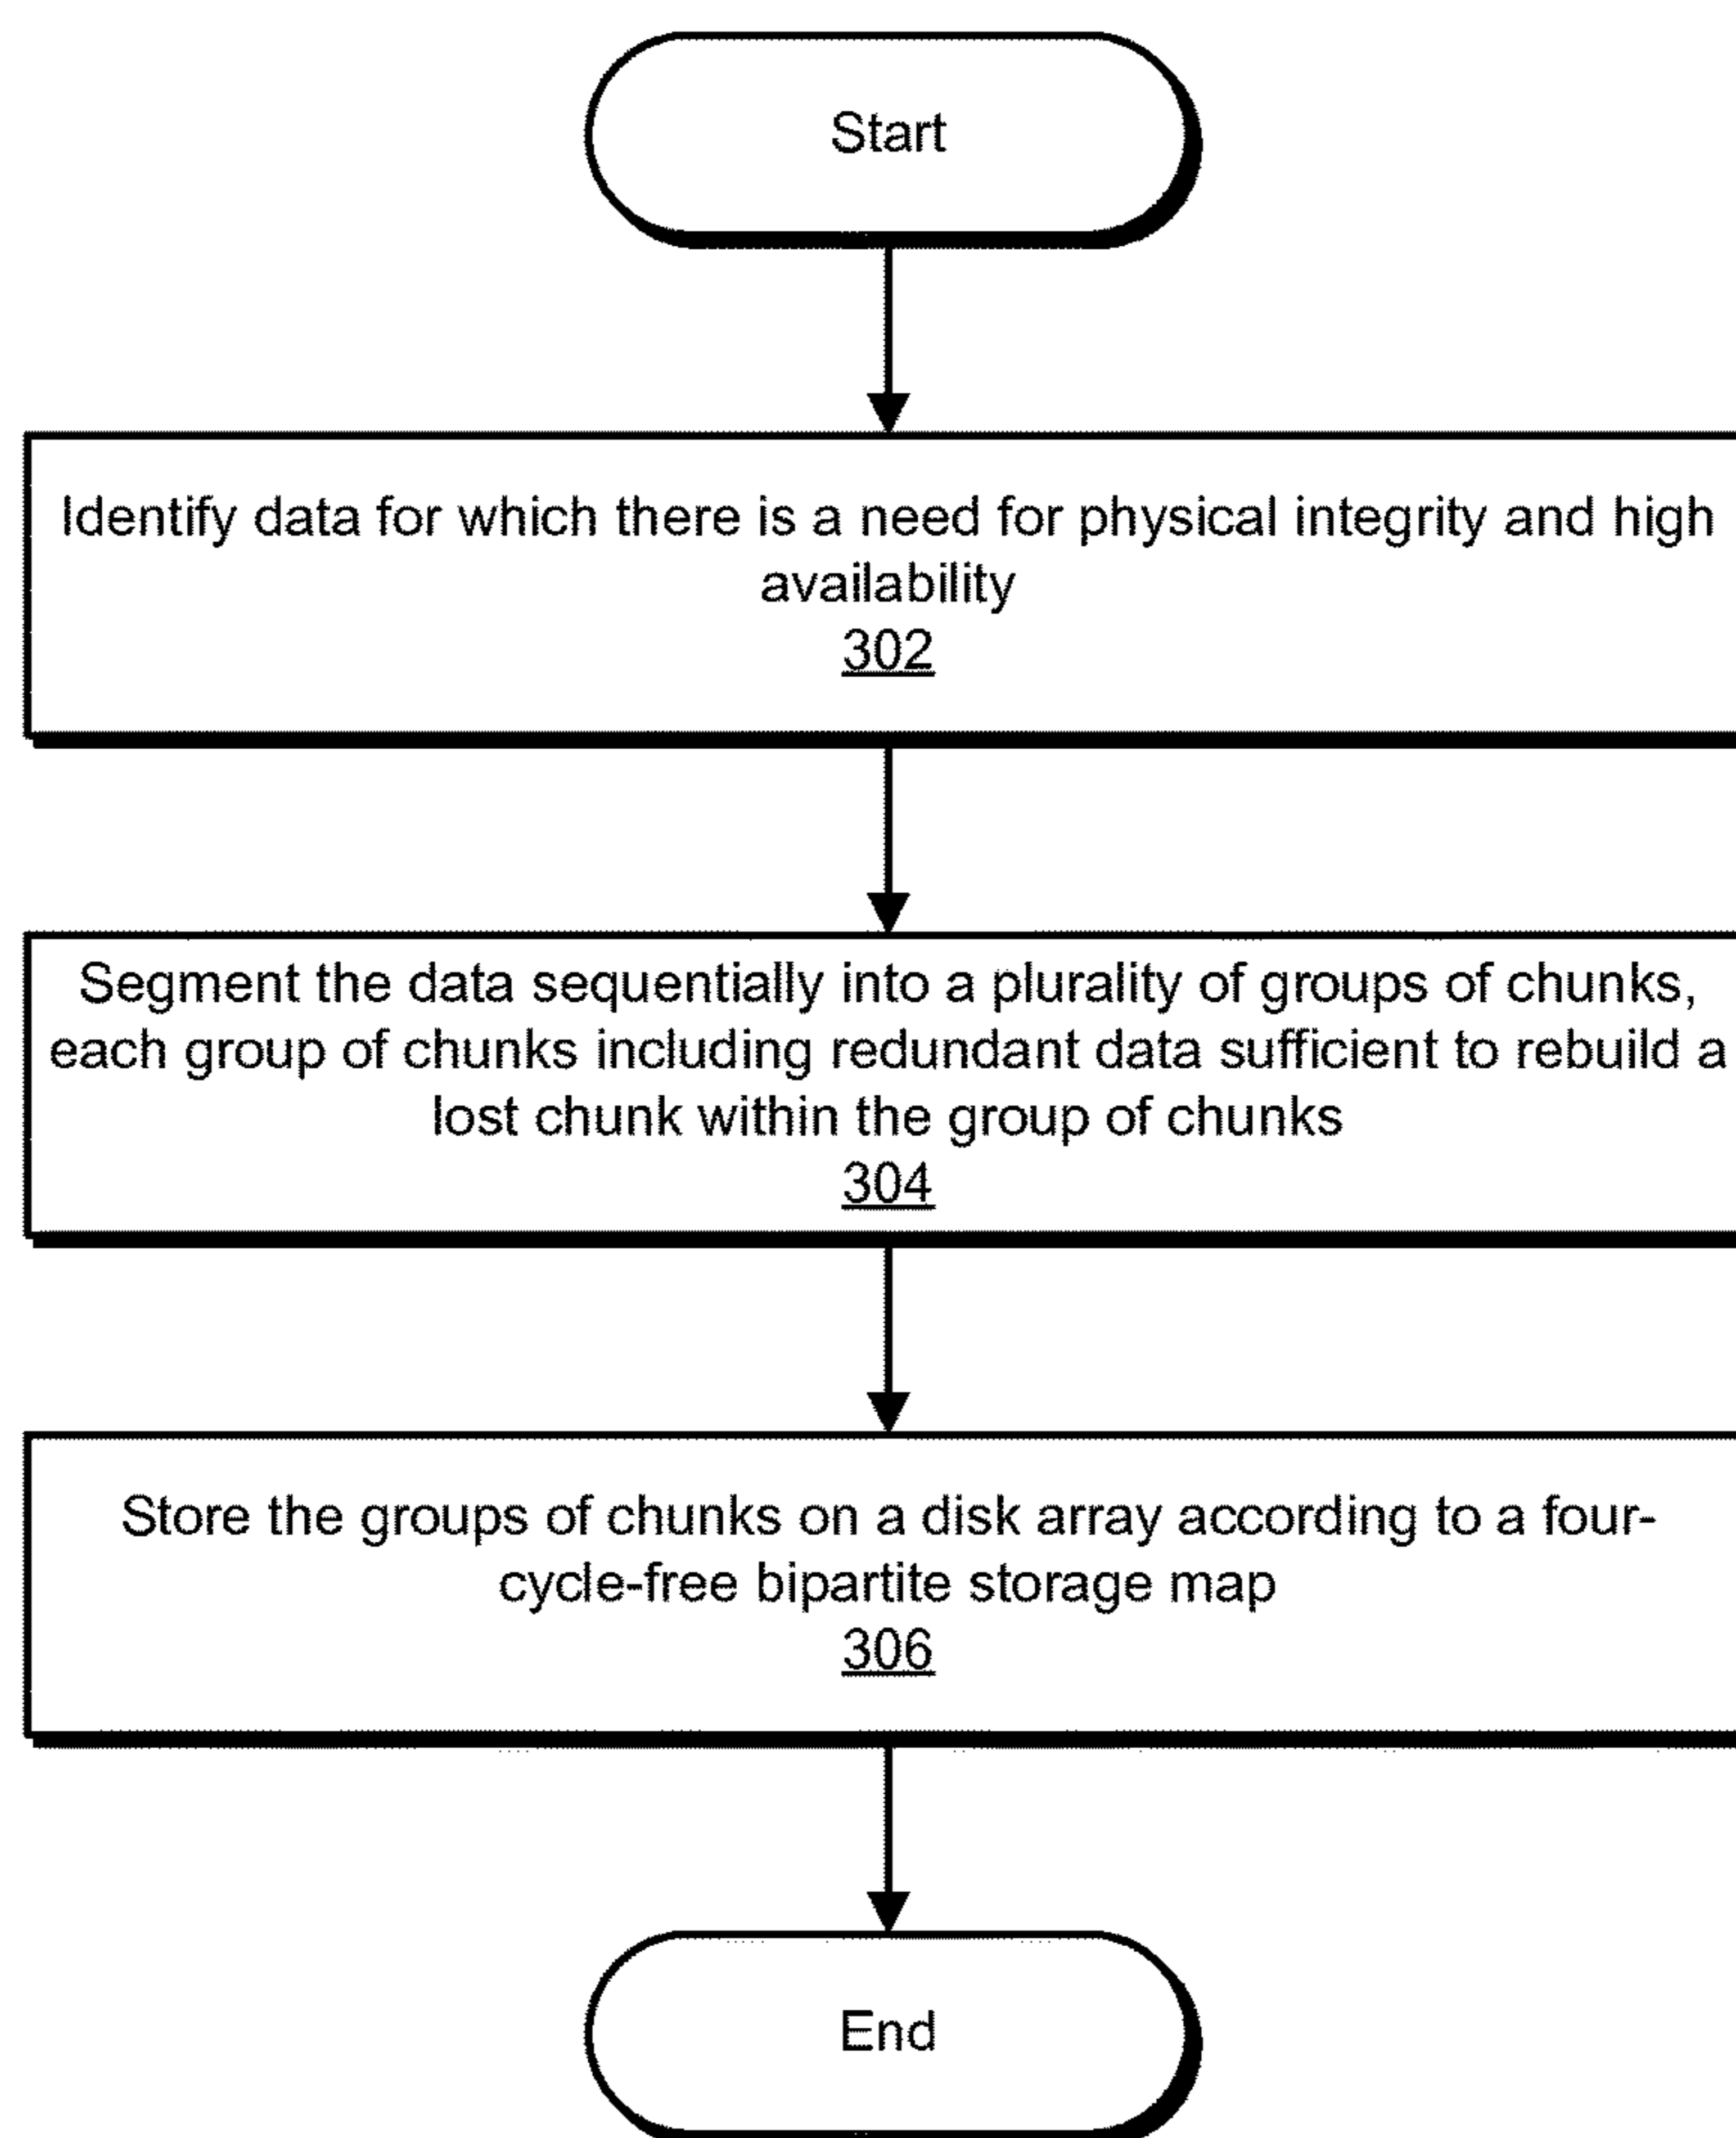 Start
Identify data for which there is a need for physical integrity and high
availability
302
Segment the data sequentially into a plurality of groups of chunks,
each group of chunks including redundant data sufficient to rebuild a
lost chunk within the group of chunks
304
Store the groups of chunks on a disk array according to a four-
cycle-free bipartite storage map
306
End